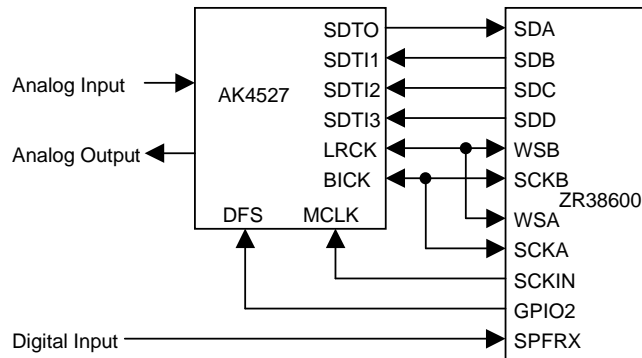 SDTO SDA
SDTI1 SDB
Analog Input AK4527 SDTI2 SDC
SDTI3 SDD
Analog Output LRCK WSB
BICK SCKB
ZR38600
DFS MCLK WSA
SCKA
SCKIN
GPIO2
Digital Input SPFRX